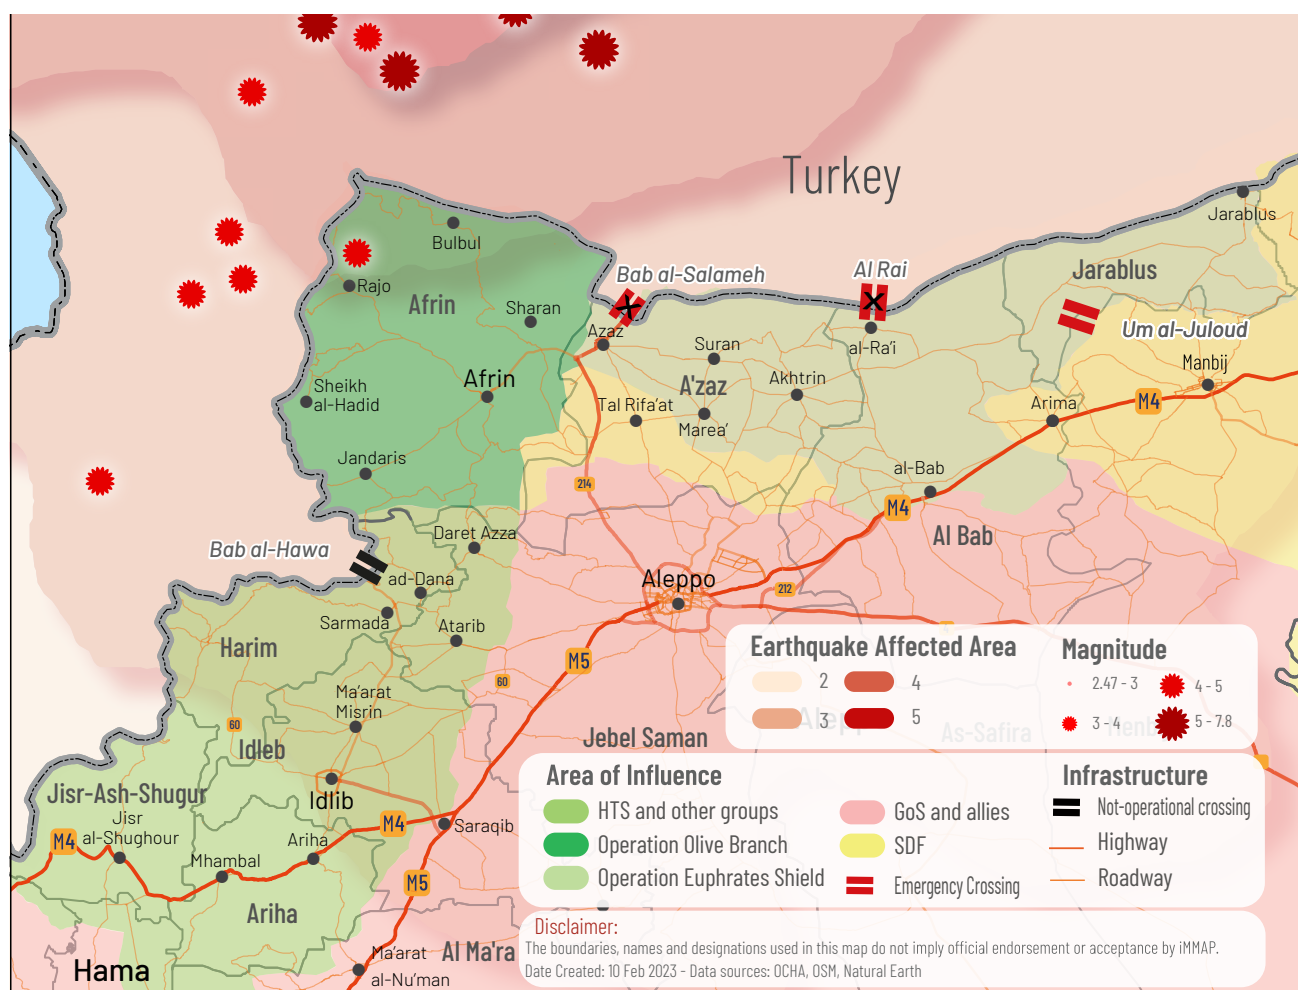 Turkey
Jarablus
Bulbul
Bab al-Salameh
Al Rai
Jarablus
Rajo
Afrin
Sharan
Azaz
Suran
al-Ra'i
Um al-Juloud
Manbij
Sheikh
al-Hadid
Afrin
A'zaz
Akhtrin
Tal Rifa'at
Marea'
Arima
M4
Jandaris
al-Bab
214
M4
Al Bab
Daret Azza
Bab al-Hawa
ad-Dana
Aleppo
212
Sarmada
Atarib
Harim
M5
60
Ma'arat
Misrin
60
Idleb
Jebel Saman
Idlib
Jisr-Ash-Shugur
Jisr
al-Shughour
M4
M4
Saraqib
Ariha
Mhambal
M5
Ariha
Hama
Ma'arat
al-Nu'man
Al Ma'ra
Earthquake Affected Area
2
4
3
5
Magnitude
2.47 - 3
4 - 5
3 - 4
5 - 7.8
As-Safira
Area of Influence
HTS and other groups
Operation Olive Branch
Operation Euphrates Shield
GoS and allies
SDF
Emergency Crossing
Infrastructure
Not-operational crossing
Highway
Roadway
Disclaimer:
The boundaries, names and designations used in this map do not imply official endorsement or acceptance by iMMAP.
Date Created: 10 Feb 2023 - Data sources: OCHA, OSM, Natural Earth